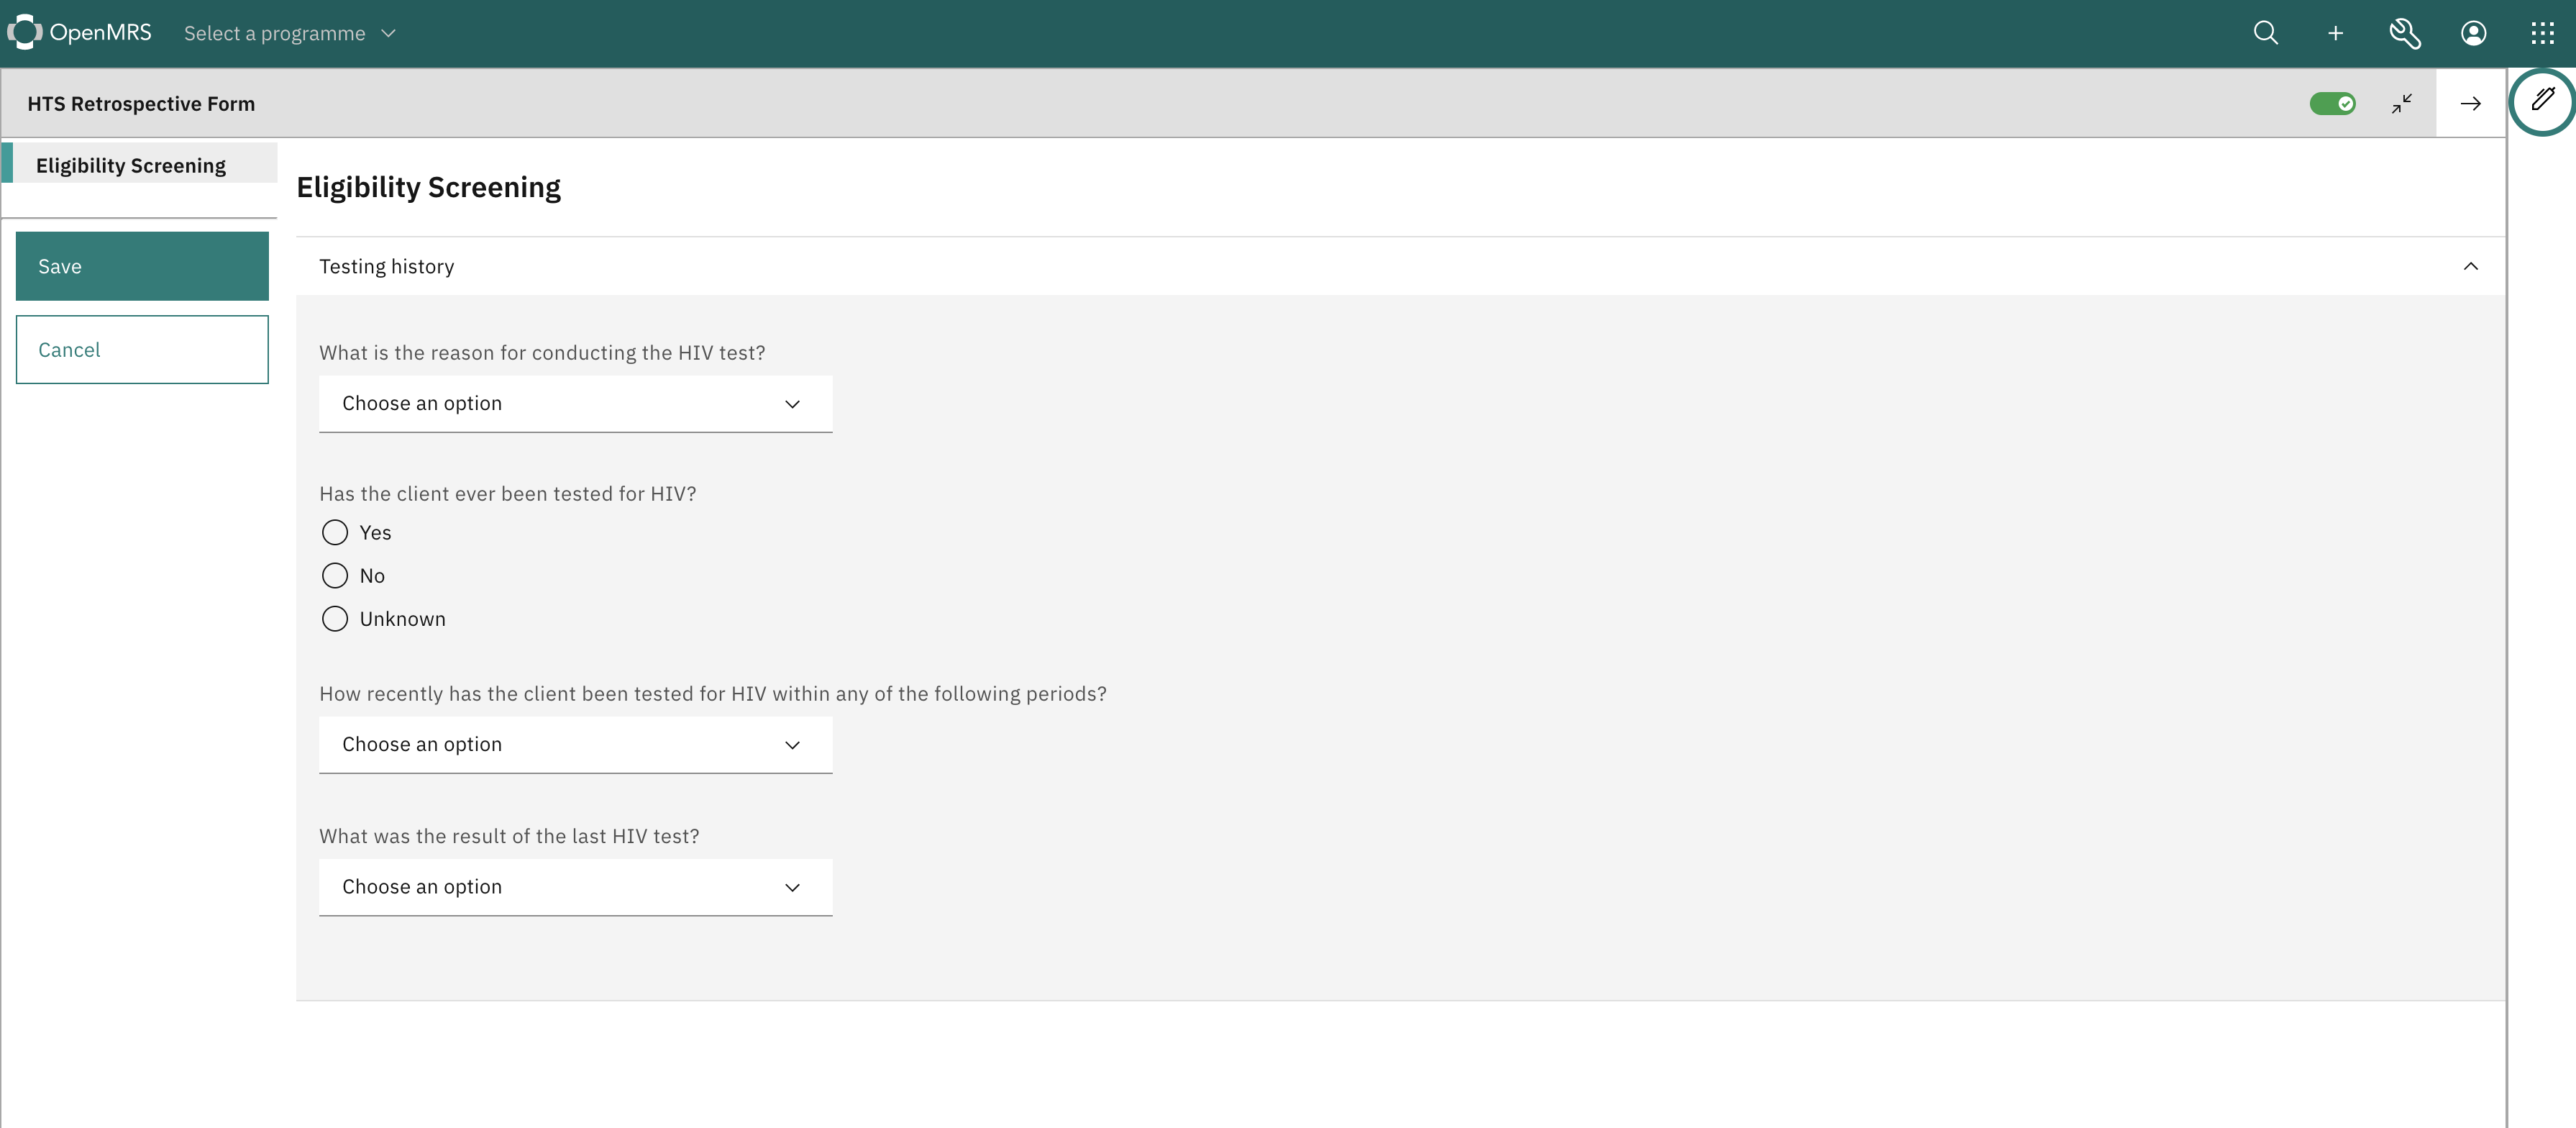 OpenMRS Select a programme
HTS Retrospective Form
Eligibility Screening
Save
Cancel
Eligibility Screening
Testing history
What is the reason for conducting the HIV test?
Choose an option
Has the client ever been tested for HIV?
Yes
No
Unknown
How recently has the client been tested for HIV within any of the following periods?
Choose an option
What was the result of the last HIV test?
Choose an option